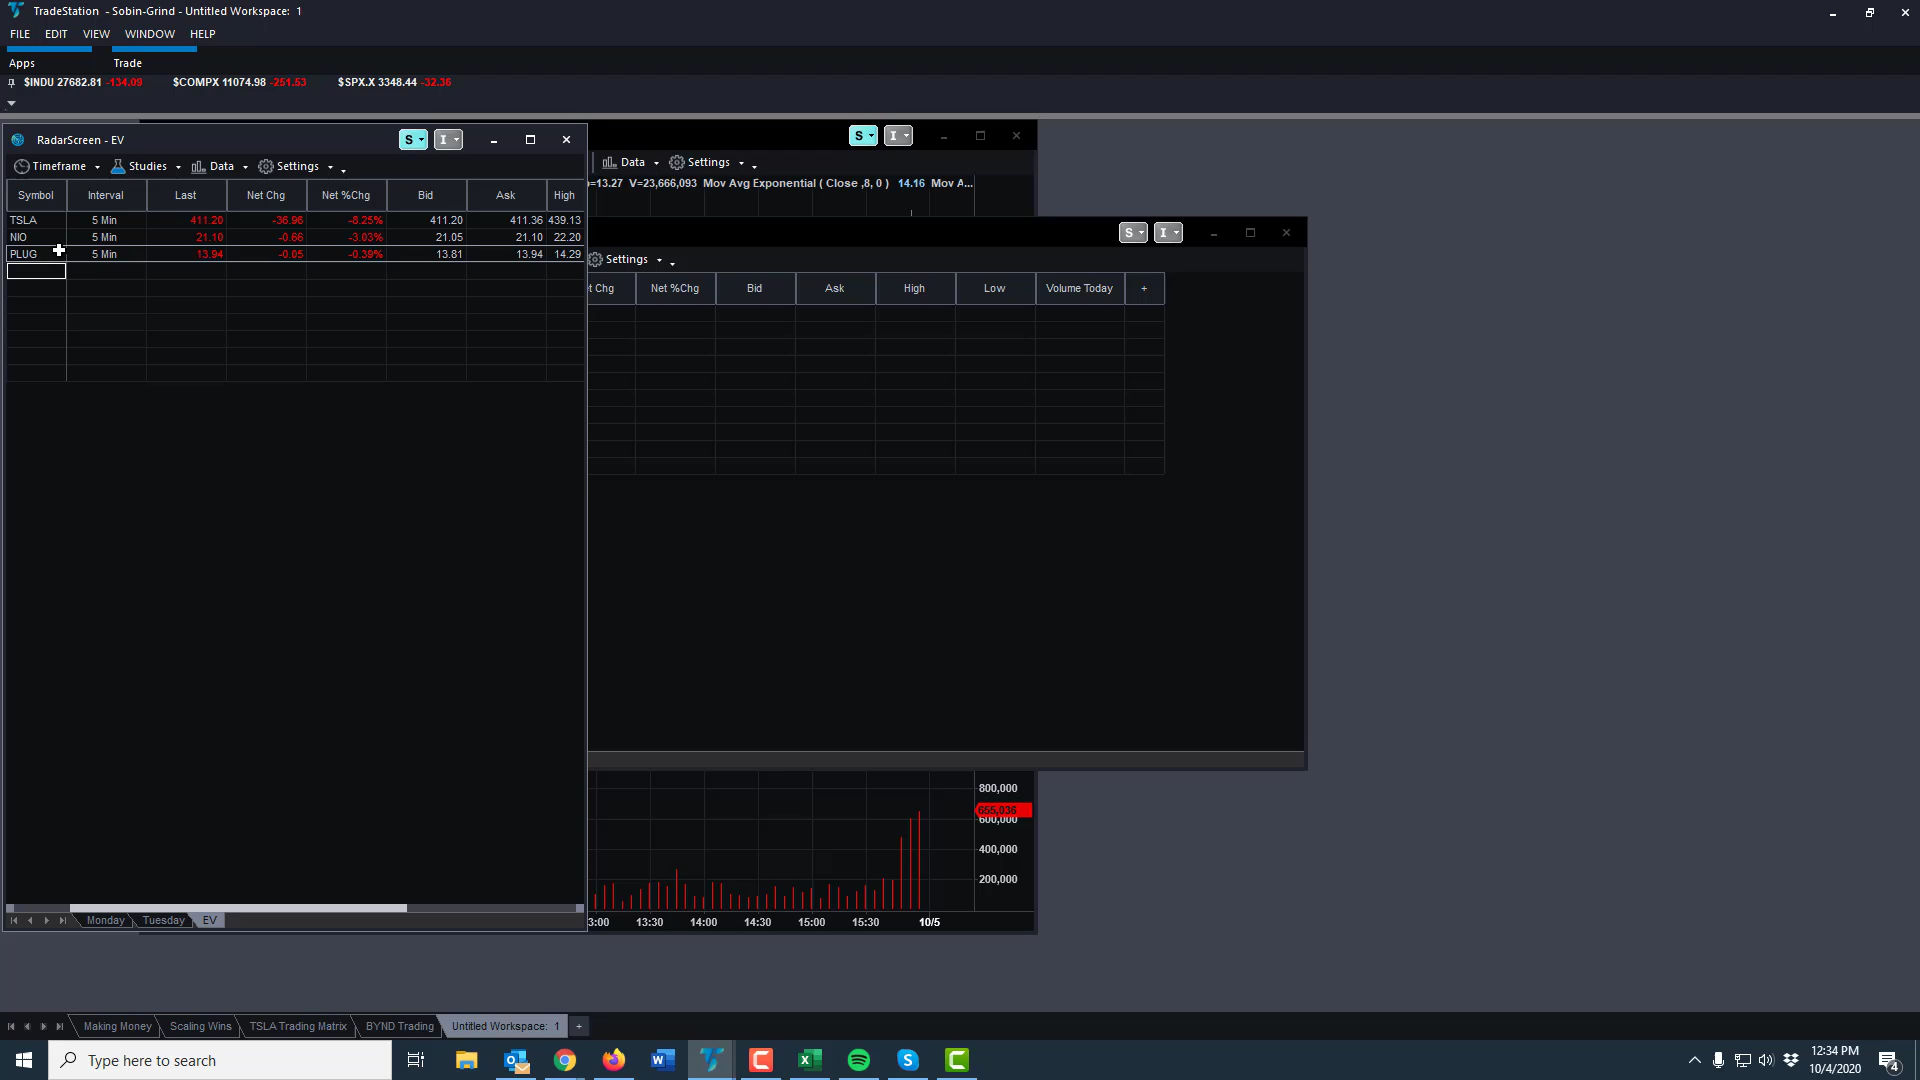 TradeStation - Sobin-Grind - Untitled Workspace: 1
FILE EDIT VIEW WINDOW HELP
Apps Trade
$INDU 27682.81 -134.09 $COMPX 11074.98 -251.53 $SPX.X 3348.44 -32.36
RadarScreen - EV S I
S I
Timeframe Studies Data Settings
Data Settings
=13.27 V=23,666,093 Mov Avg Exponential ( Close ,8, 0 ) 14.16 Mov A...
Symbol Interval Last Net Chg Net %Chg Bid Ask High
TSLA 5 Min 411.20 -36.96 -8.25% 411.20 411.36 439.13
NIO 5 Min 21.10 -0.66 -3.03% 21.05 21.10 22.20
PLUG 5 Min 13.94 -0.05 -0.39% 13.81 13.94 14.29
S I
Settings
t Chg Net %Chg Bid Ask High Low Volume Today +
800,000
655,036
600,000
400,000
200,000
3:00 13:30 14:00 14:30 15:00 15:30 10/5
Monday Tuesday EV
Making Money Scaling Wins TSLA Trading Matrix BYND Trading Untitled Workspace: 1 +
Type here to search
12:34 PM
10/4/2020
4